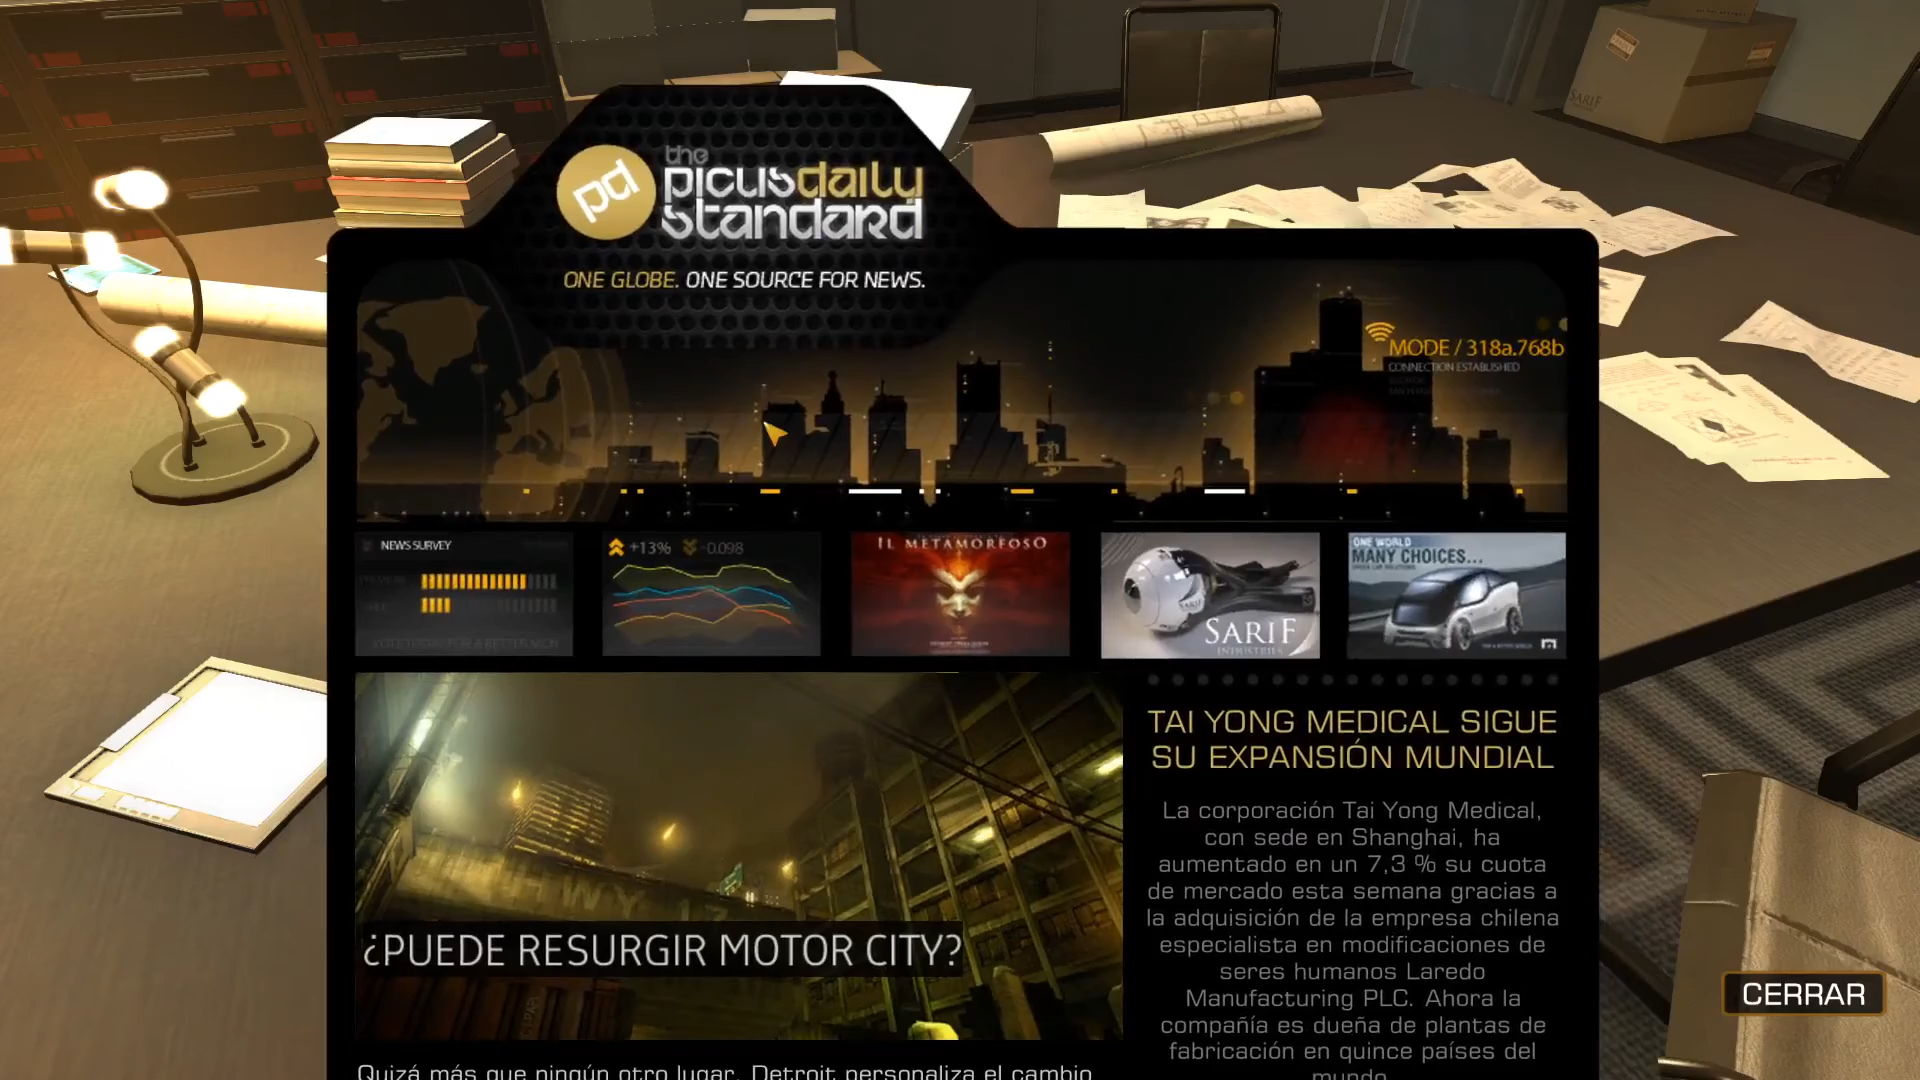 SARIF
the
picusdaily
standard
ONE GLOBE. ONE SOURCE FOR NEWS.
MODE / 318a.768b
CONNECTION ESTABLISHED
NEWS SURVEY
+13% -0.098
IL METAMORFOSO
SARIF
INDUSTRIES
ONE WORLD
MANY CHOICES...
TAI YONG MEDICAL SIGUE
SU EXPANSIÓN MUNDIAL
La corporación Tai Yong Medical,
con sede en Shanghai, ha
aumentado en un 7,3 % su cuota
de mercado esta semana gracias a
la adquisición de la empresa chilena
especialista en modificaciones de
seres humanos Laredo
Manufacturing PLC. Ahora la
compañía es dueña de plantas de
fabricación en quince países del
mundo.
¿PUEDE RESURGIR MOTOR CITY?
Quizá más que ningún otro lugar, Detroit personaliza el cambio
CERRAR